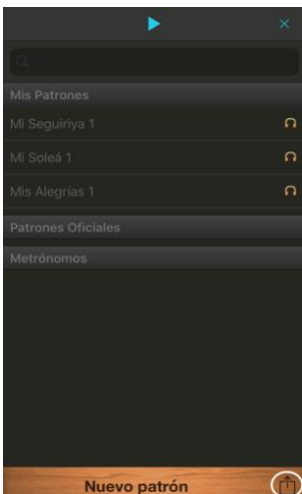 Mis Patrones
Mi Seguiriya 1
Mi Soleá 1
Mis Alegrías 1
Patrones Oficiales
Metrónomos
Nuevo patrón